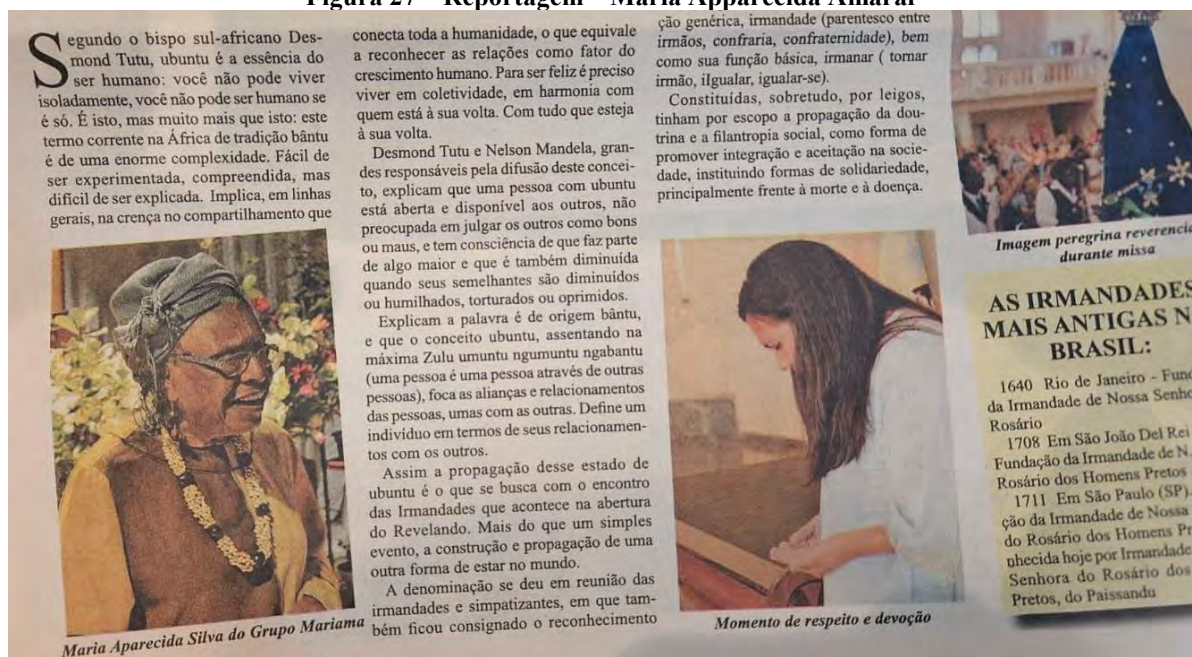 Figura 27 – Reportagem – Maria Apparecida Amaral
Segundo o bispo sul-africano Des-
mond Tutu, ubuntu é a essência do
ser humano: você não pode viver
isoladamente, você não pode ser humano se
é só. É isto, mas muito mais que isto: este
termo corrente na África de tradição bântu
é de uma enorme complexidade. Fácil de
ser experimentada, compreendida, mas
difícil de ser explicada. Implica, em linhas
gerais, na crença no compartilhamento que
Maria Aparecida Silva do Grupo Mariama
conecta toda a humanidade, o que equivale
a reconhecer as relações como fator do
crescimento humano. Para ser feliz é preciso
viver em coletividade, em harmonia com
quem está à sua volta. Com tudo que esteja
à sua volta.
Desmond Tutu e Nelson Mandela, gran-
des responsáveis pela difusão deste concei-
to, explicam que uma pessoa com ubuntu
está aberta e disponível aos outros, não
preocupada em julgar os outros como bons
ou maus, e tem consciência de que faz parte
de algo maior e que é também diminuída
quando seus semelhantes são diminuídos
ou humilhados, torturados ou oprimidos.
Explicam a palavra é de origem bântu,
e que o conceito ubuntu, assentando na
máxima Zulu umuntu ngumuntu ngabantu
(uma pessoa é uma pessoa através de outras
pessoas), foca as alianças e relacionamentos
das pessoas, umas com as outras. Define um
indivíduo em termos de seus relacionamen-
tos com os outros.
Assim a propagação desse estado de
ubuntu é o que se busca com o encontro
das Irmandades que acontece na abertura
do Revelando. Mais do que um simples
evento, a construção e propagação de uma
outra forma de estar no mundo.
A denominação se deu em reunião das
irmandades e simpatizantes, em que tam-
bém ficou consignado o reconhecimento
ção genérica, irmandade (parentesco entre
irmãos, confraria, confraternidade), bem
como sua função básica, irmanar ( tornar
irmão, iIgualar, igualar-se).
Constituídas, sobretudo, por leigos,
tinham por escopo a propagação da dou-
trina e a filantropia social, como forma de
promover integração e aceitação na socie-
dade, instituindo formas de solidariedade,
principalmente frente à morte e à doença.
Momento de respeito e devoção
Imagem peregrina reverencia
durante missa
AS IRMANDADES
MAIS ANTIGAS N
BRASIL:
1640 Rio de Janeiro - Fund
da Irmandade de Nossa Senho
Rosário
1708 Em São João Del Rei
Fundação da Irmandade de N.
Rosário dos Homens Pretos
1711 Em São Paulo (SP)
ção da Irmandade de Nossa
do Rosário dos Homens Pr
nhecida hoje por Irmandade
Senhora do Rosário dos
Pretos, do Paissandu